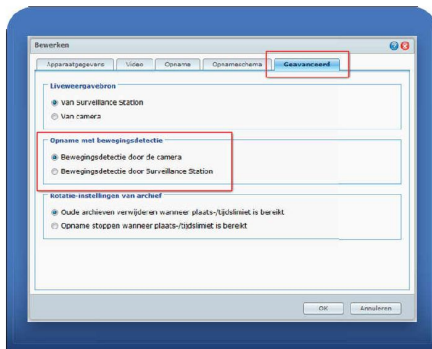 Bewerken
Apparaatgegevens Video Opname Opnameschema Geavanceerd
Liveweergavebron
Van Surveillance Station
Van camera
Opname met bewegingsdetectie
Bewegingsdetectie door de camera
Bewegingsdetectie door Surveillance Station
Rotatie-instellingen van archief
Oude archieven verwijderen wanneer plaats-/tijdslimiet is bereikt
Opname stoppen wanneer plaats-/tijdslimiet is bereikt
OK Annuleren